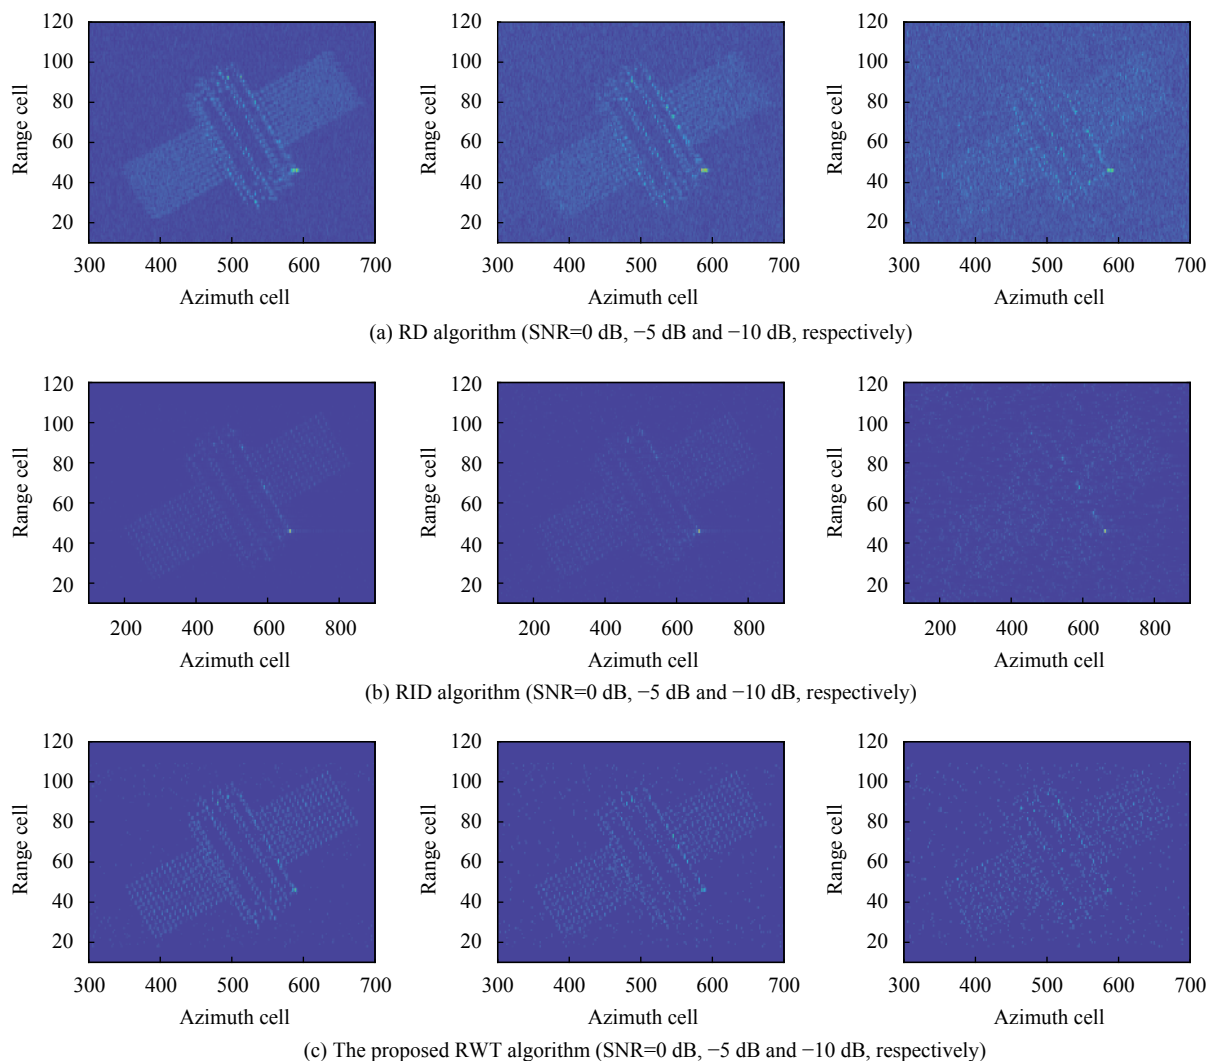 120
100
80
60
40
20
Range cell
300 400 500 600 700
Azimuth cell
120
100
80
60
40
20
Range cell
300 400 500 600 700
Azimuth cell
120
100
80
60
40
20
Range cell
300 400 500 600 700
Azimuth cell
(a) RD algorithm (SNR=0 dB, −5 dB and −10 dB, respectively)
120
100
80
60
40
20
Range cell
200 400 600 800
Azimuth cell
120
100
80
60
40
20
Range cell
200 400 600 800
Azimuth cell
120
100
80
60
40
20
Range cell
200 400 600 800
Azimuth cell
(b) RID algorithm (SNR=0 dB, −5 dB and −10 dB, respectively)
120
100
80
60
40
20
Range cell
300 400 500 600 700
Azimuth cell
120
100
80
60
40
20
Range cell
300 400 500 600 700
Azimuth cell
120
100
80
60
40
20
Range cell
300 400 500 600 700
Azimuth cell
(c) The proposed RWT algorithm (SNR=0 dB, −5 dB and −10 dB, respectively)